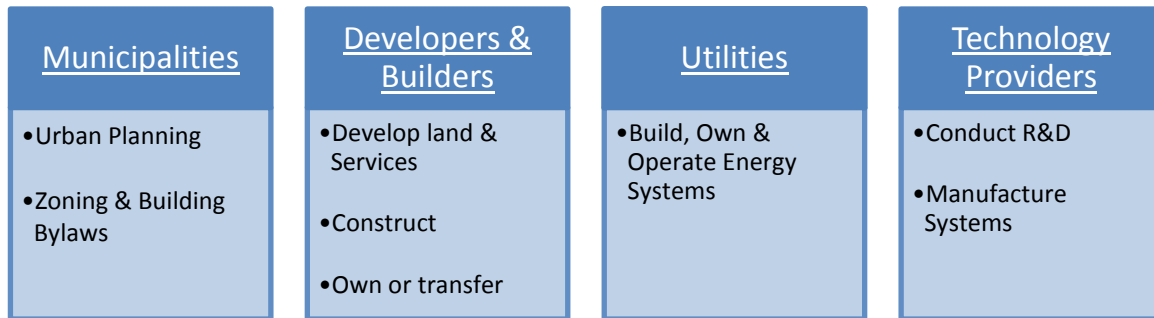 Municipalities
•Urban Planning
•Zoning & Building
Bylaws
Developers &
Builders
•Develop land &
Services
•Construct
•Own or transfer
Utilities
•Build, Own &
Operate Energy
Systems
Technology
Providers
•Conduct R&D
•Manufacture
Systems